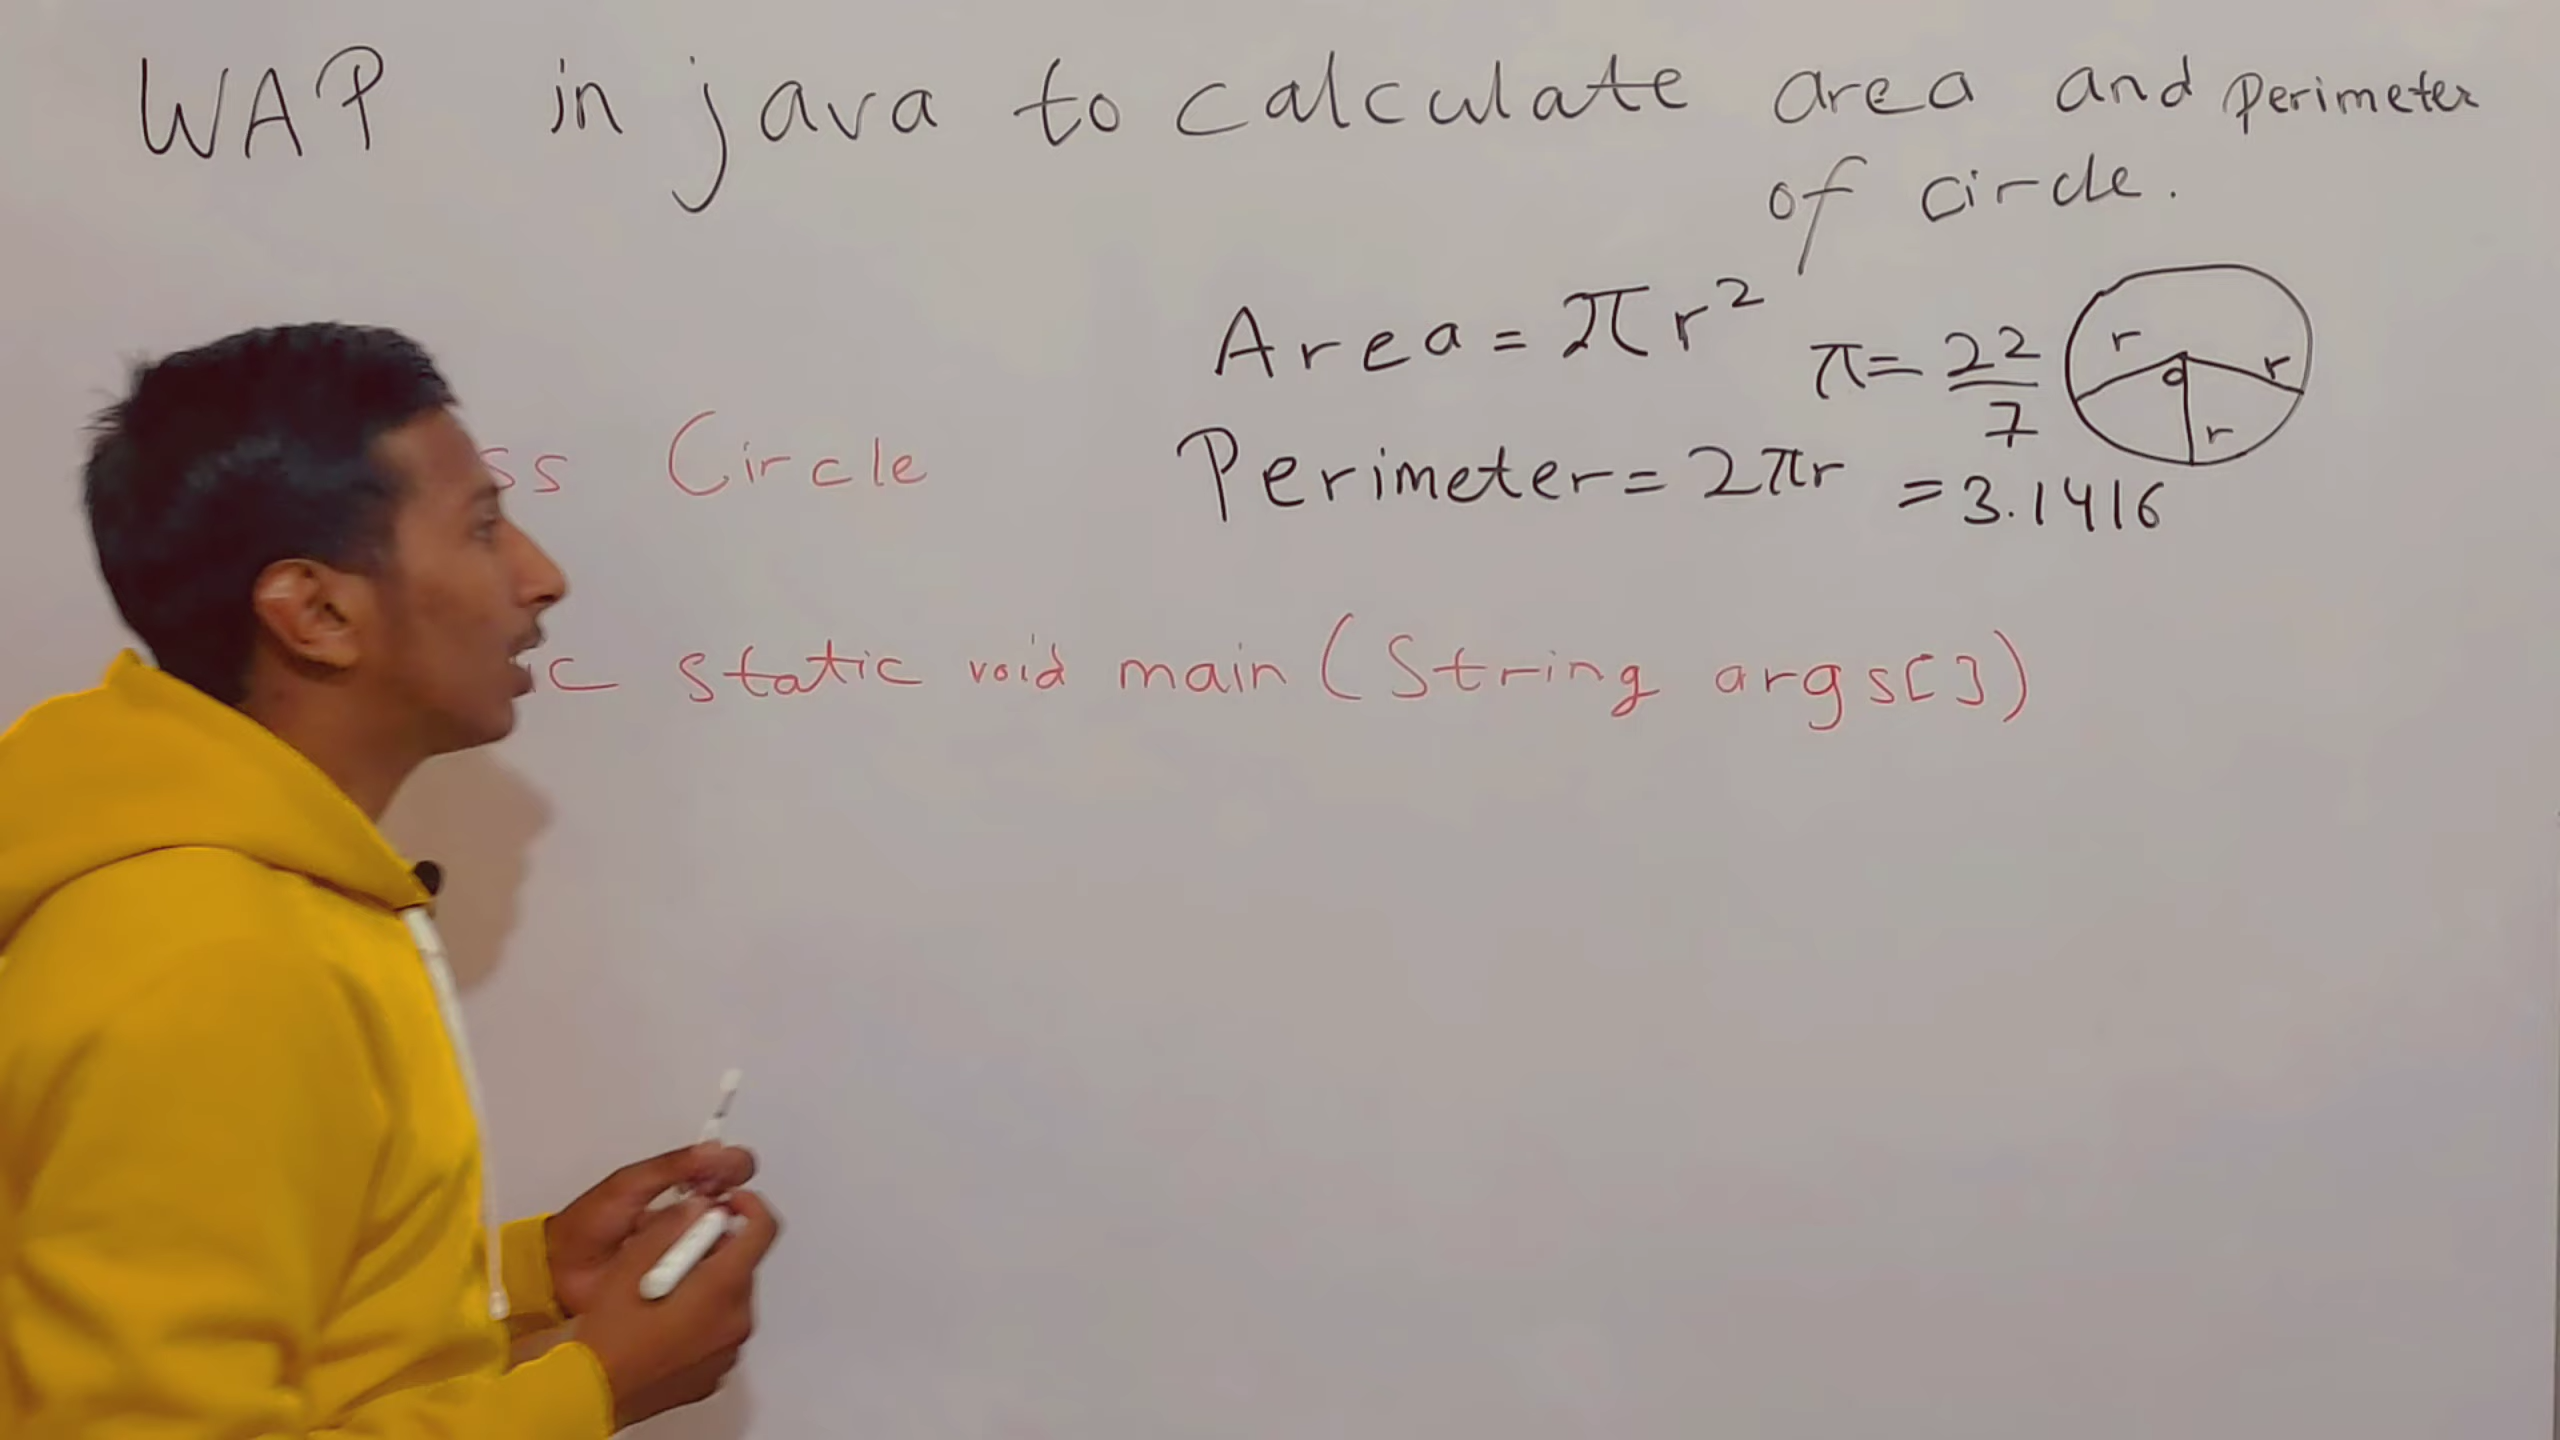 WAP in java to calculate area and perimeter
of circle.
Area = πr²
π = 22/7
r
r
o
r
ss Circle
Perimeter = 2πr
= 3.1416
ic static void main (String args[])